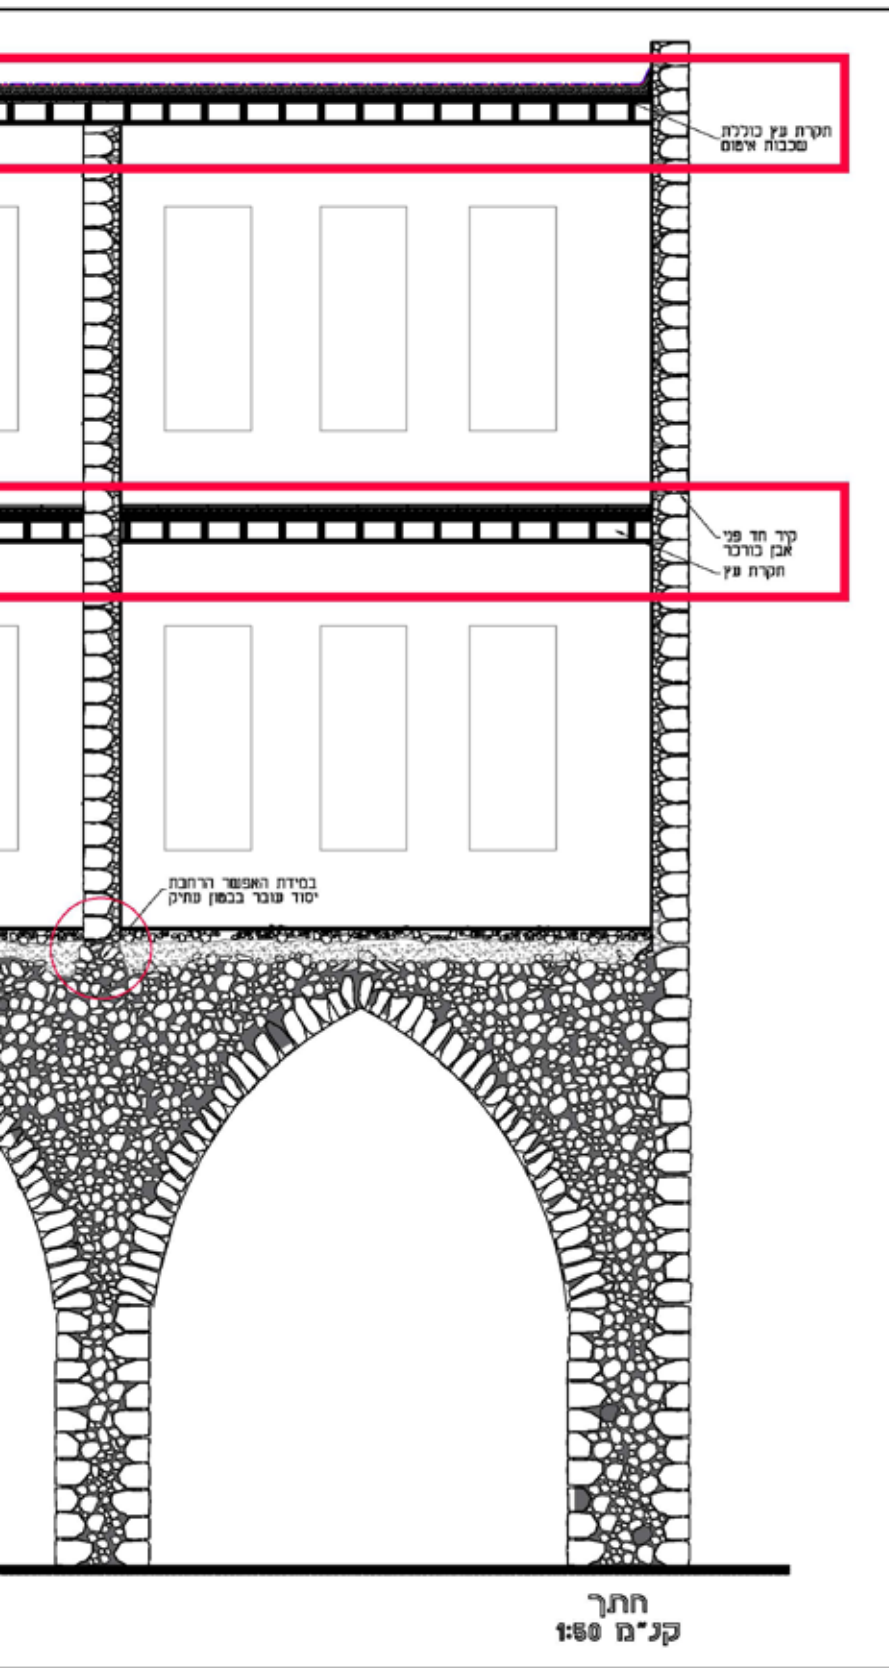 תקרת עץ כוללת
שכבות איטום
קיר חד פני
אבן כורכר
תקרת עץ
במידת האפשר הרחבת
יסוד עובר בבטון עתיק
חתך
קנ"מ 1:50